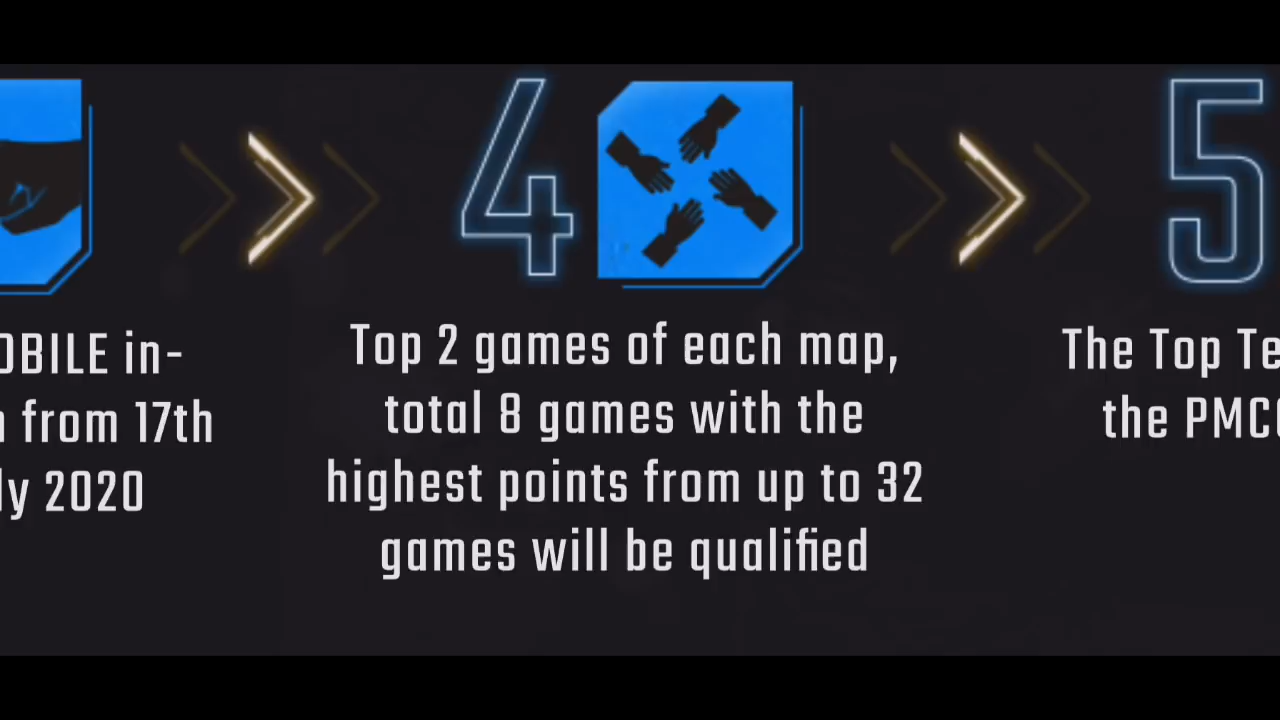 OBILE in-
from 17th
ly 2020
4
Top 2 games of each map,
total 8 games with the
highest points from up to 32
games will be qualified
5
The Top Te
the PMC